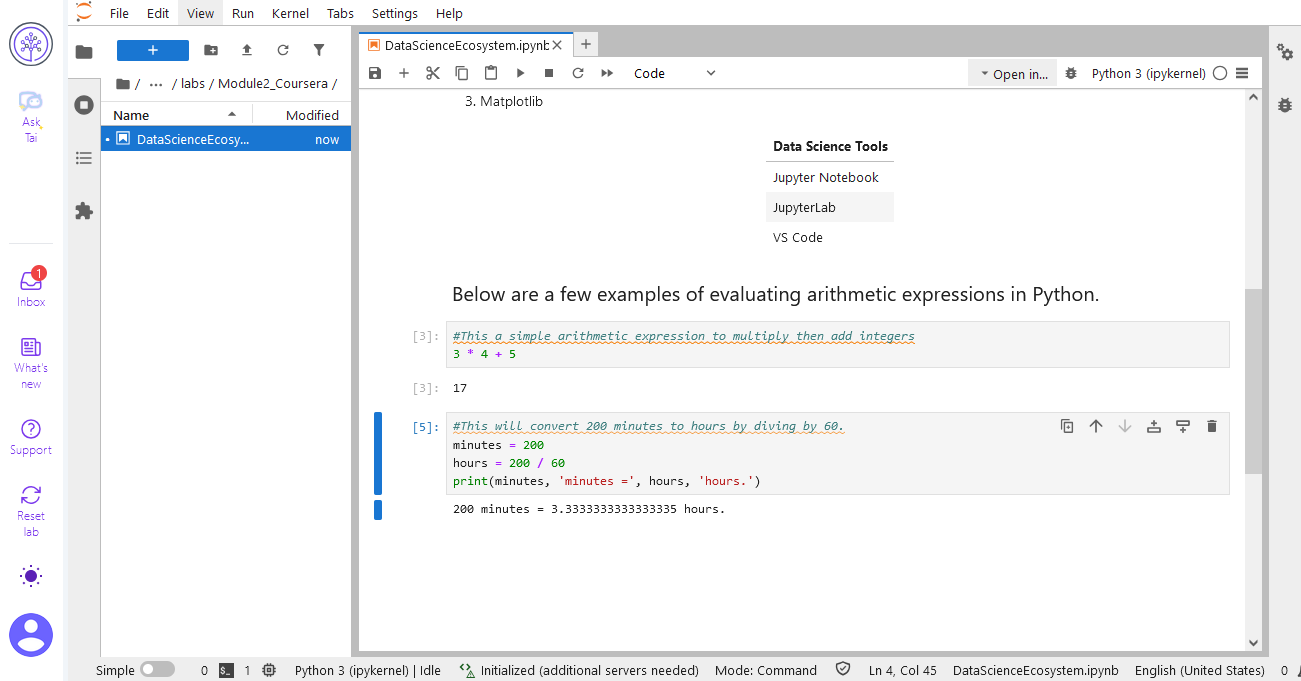 File Edit View Run Kernel Tabs Settings Help
Ask
Tai
1
Inbox
What's
new
Support
Reset
lab
/ ··· / labs / Module2_Coursera /
Name Modified
DataScienceEcosy... now
DataScienceEcosystem.ipynb
Code
Open in...
Python 3 (ipykernel)
3. Matplotlib
Data Science Tools
Jupyter Notebook
JupyterLab
VS Code
Below are a few examples of evaluating arithmetic expressions in Python.
[3]: #This a simple arithmetic expression to multiply then add integers
3 * 4 + 5
[3]: 17
[5]: #This will convert 200 minutes to hours by diving by 60.
minutes = 200
hours = 200 / 60
print(minutes, 'minutes =', hours, 'hours.')
200 minutes = 3.3333333333333335 hours.
Simple 0 $_ 1 Python 3 (ipykernel) | Idle Initialized (additional servers needed) Mode: Command Ln 4, Col 45 DataScienceEcosystem.ipynb English (United States) 0